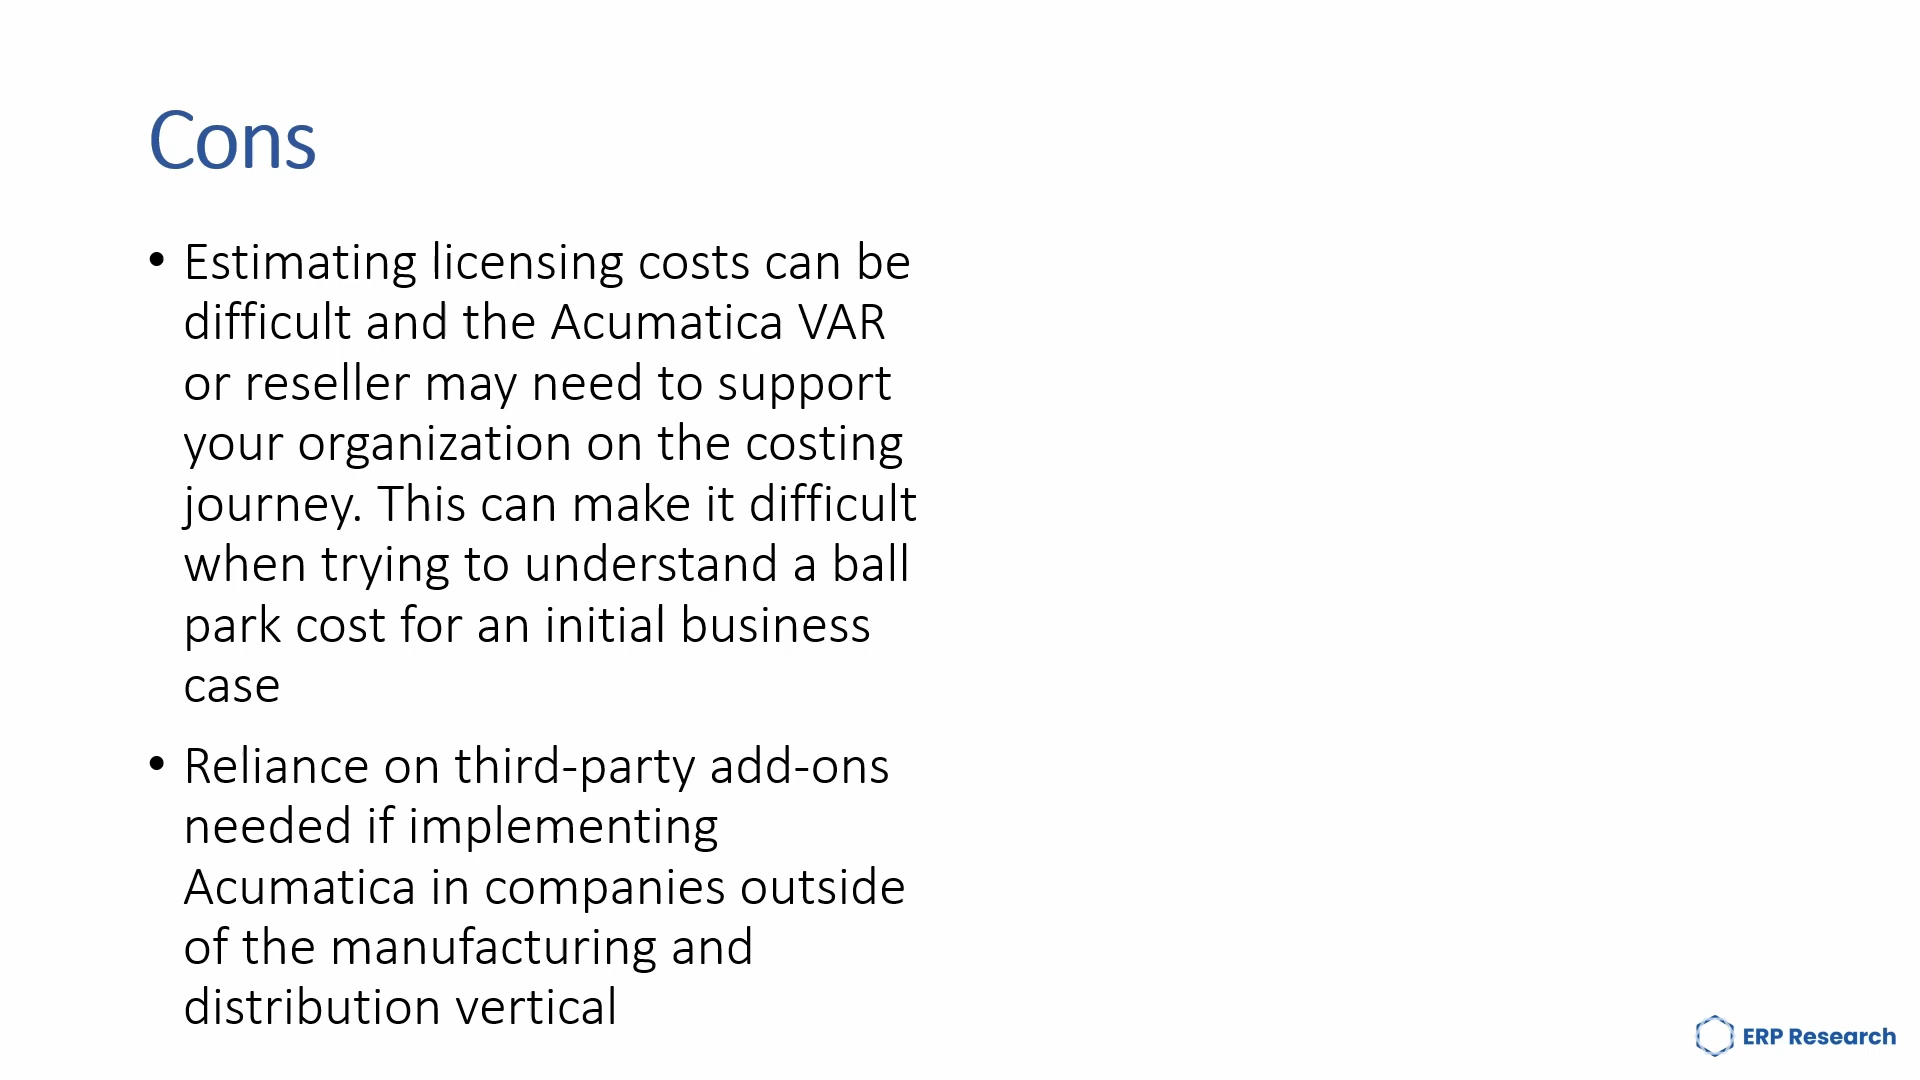 Cons
• Estimating licensing costs can be
difficult and the Acumatica VAR
or reseller may need to support
your organization on the costing
journey. This can make it difficult
when trying to understand a ball
park cost for an initial business
case
• Reliance on third-party add-ons
needed if implementing
Acumatica in companies outside
of the manufacturing and
distribution vertical
ERP Research